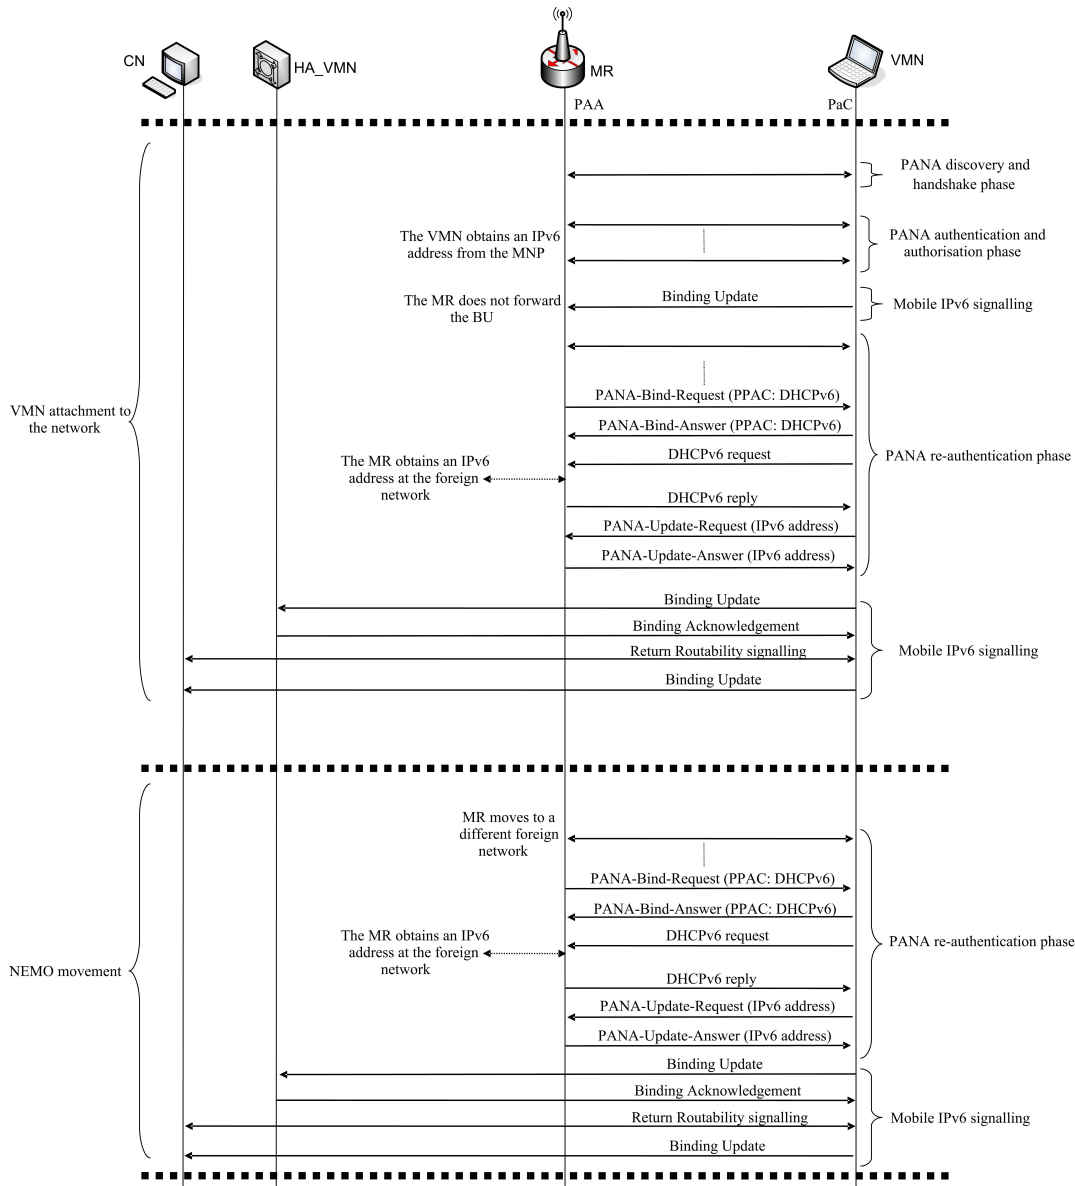 CN
HA_VMN
MR
VMN
PAA
PaC
PANA discovery and
handshake phase
The VMN obtains an IPv6
address from the MNP
PANA authentication and
authorisation phase
The MR does not forward
the BU
Binding Update
Mobile IPv6 signalling
VMN attachment to
the network
PANA-Bind-Request (PPAC: DHCPv6)
PANA-Bind-Answer (PPAC: DHCPv6)
DHCPv6 request
The MR obtains an IPv6
address at the foreign
network
PANA re-authentication phase
DHCPv6 reply
PANA-Update-Request (IPv6 address)
PANA-Update-Answer (IPv6 address)
Binding Update
Binding Acknowledgement
Return Routability signalling
Binding Update
Mobile IPv6 signalling
MR moves to a
different foreign
network
PANA-Bind-Request (PPAC: DHCPv6)
PANA-Bind-Answer (PPAC: DHCPv6)
DHCPv6 request
The MR obtains an IPv6
address at the foreign
network
PANA re-authentication phase
NEMO movement
DHCPv6 reply
PANA-Update-Request (IPv6 address)
PANA-Update-Answer (IPv6 address)
Binding Update
Binding Acknowledgement
Return Routability signalling
Binding Update
Mobile IPv6 signalling